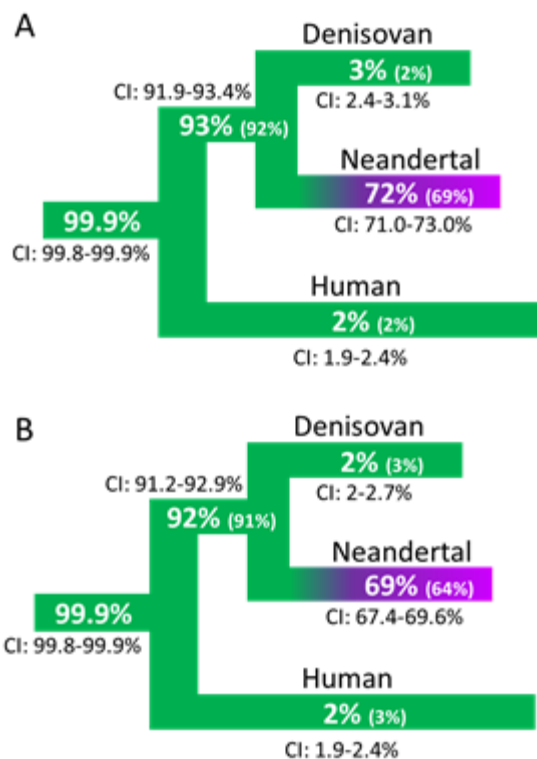 A
Denisovan
3% (2%)
CI: 2.4-3.1%
CI: 91.9-93.4%
93% (92%)
Neandertal
72% (69%)
CI: 71.0-73.0%
99.9%
CI: 99.8-99.9%
Human
2% (2%)
CI: 1.9-2.4%
B
Denisovan
2% (3%)
CI: 2-2.7%
CI: 91.2-92.9%
92% (91%)
Neandertal
69% (64%)
CI: 67.4-69.6%
99.9%
CI: 99.8-99.9%
Human
2% (3%)
CI: 1.9-2.4%